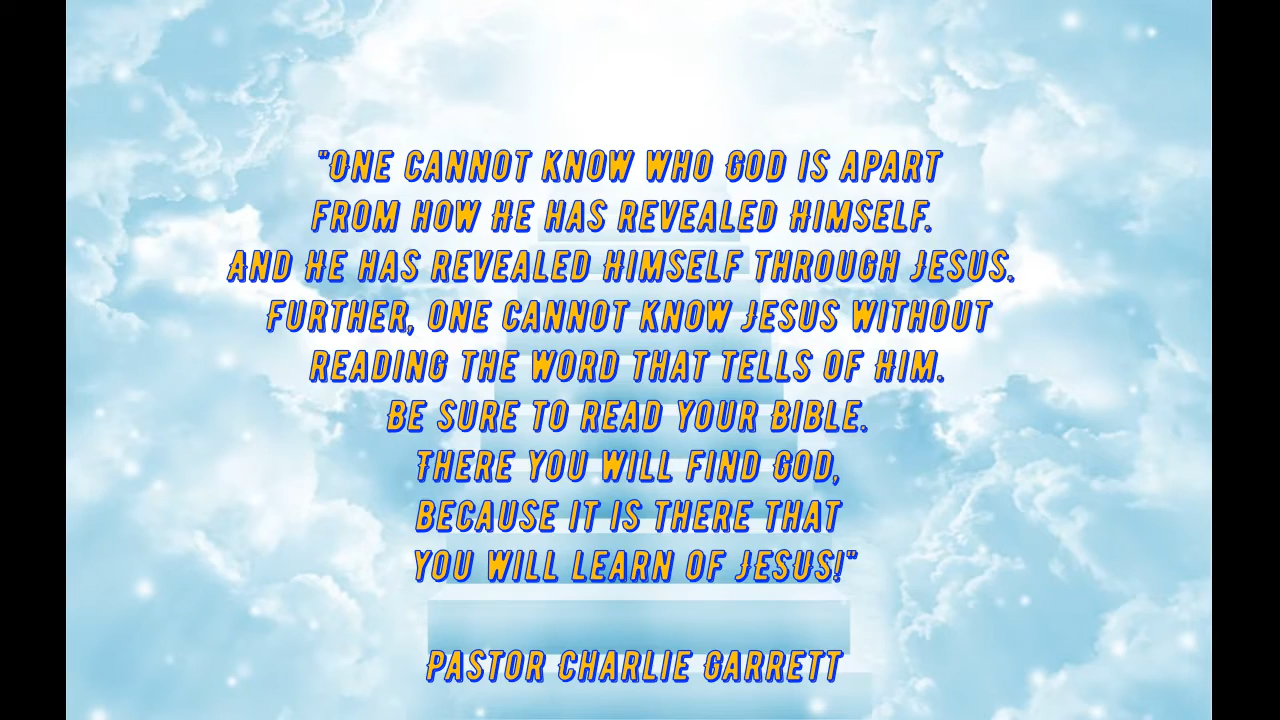 "One cannot know who God is apart
from how He has revealed Himself.
And He has revealed Himself through Jesus.
Further, one cannot know Jesus without
reading the word that tells of Him.
Be sure to read your Bible.
There you will find God,
because it is there that
you will learn of Jesus!"
Pastor Charlie Garrett